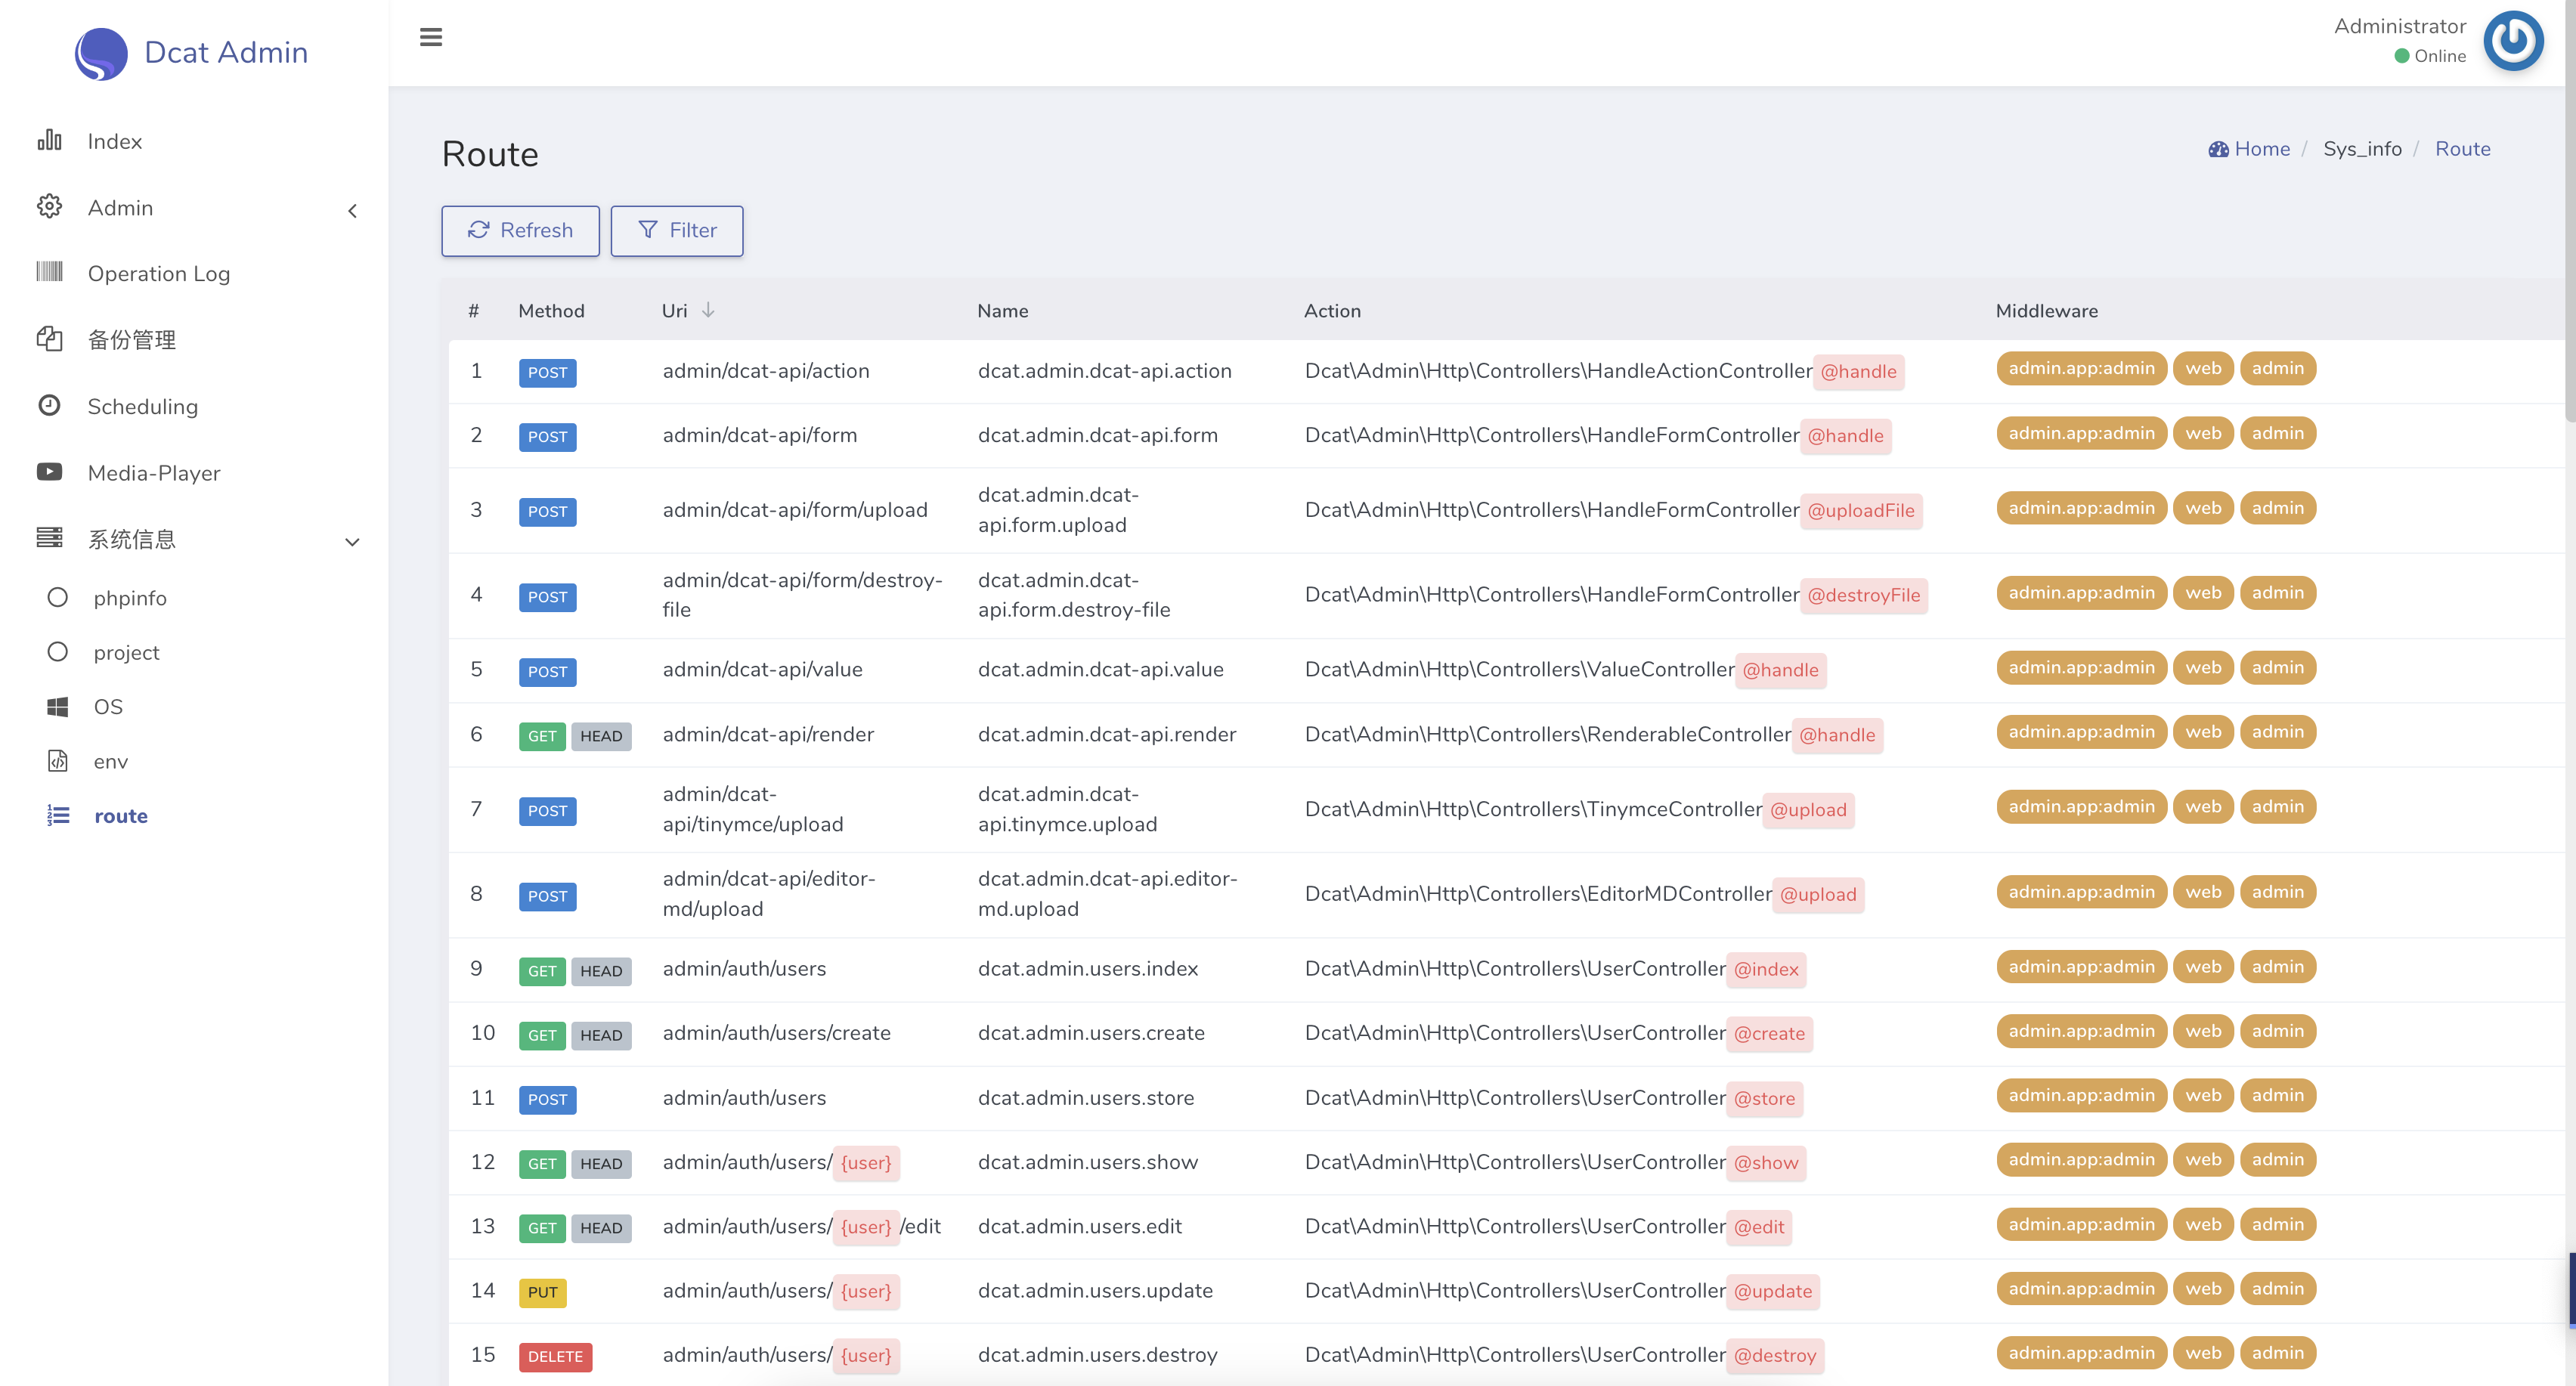 Dcat Admin
Administrator
Online
Index
Admin
Operation Log
备份管理
Scheduling
Media-Player
系统信息
phpinfo
project
OS
env
route
Route
Home / Sys_info / Route
Refresh Filter
# Method Uri Name Action Middleware
1 POST admin/dcat-api/action dcat.admin.dcat-api.action Dcat\Admin\Http\Controllers\HandleActionController@handle admin.app:admin web admin
2 POST admin/dcat-api/form dcat.admin.dcat-api.form Dcat\Admin\Http\Controllers\HandleFormController@handle admin.app:admin web admin
3 POST admin/dcat-api/form/upload dcat.admin.dcat-
api.form.upload Dcat\Admin\Http\Controllers\HandleFormController@uploadFile admin.app:admin web admin
4 POST admin/dcat-api/form/destroy-
file dcat.admin.dcat-
api.form.destroy-file Dcat\Admin\Http\Controllers\HandleFormController@destroyFile admin.app:admin web admin
5 POST admin/dcat-api/value dcat.admin.dcat-api.value Dcat\Admin\Http\Controllers\ValueController@handle admin.app:admin web admin
6 GET HEAD admin/dcat-api/render dcat.admin.dcat-api.render Dcat\Admin\Http\Controllers\RenderableController@handle admin.app:admin web admin
7 POST admin/dcat-
api/tinymce/upload dcat.admin.dcat-
api.tinymce.upload Dcat\Admin\Http\Controllers\TinymceController@upload admin.app:admin web admin
8 POST admin/dcat-api/editor-
md/upload dcat.admin.dcat-api.editor-
md.upload Dcat\Admin\Http\Controllers\EditorMDController@upload admin.app:admin web admin
9 GET HEAD admin/auth/users dcat.admin.users.index Dcat\Admin\Http\Controllers\UserController@index admin.app:admin web admin
10 GET HEAD admin/auth/users/create dcat.admin.users.create Dcat\Admin\Http\Controllers\UserController@create admin.app:admin web admin
11 POST admin/auth/users dcat.admin.users.store Dcat\Admin\Http\Controllers\UserController@store admin.app:admin web admin
12 GET HEAD admin/auth/users/{user} dcat.admin.users.show Dcat\Admin\Http\Controllers\UserController@show admin.app:admin web admin
13 GET HEAD admin/auth/users/{user}/edit dcat.admin.users.edit Dcat\Admin\Http\Controllers\UserController@edit admin.app:admin web admin
14 PUT admin/auth/users/{user} dcat.admin.users.update Dcat\Admin\Http\Controllers\UserController@update admin.app:admin web admin
15 DELETE admin/auth/users/{user} dcat.admin.users.destroy Dcat\Admin\Http\Controllers\UserController@destroy admin.app:admin web admin